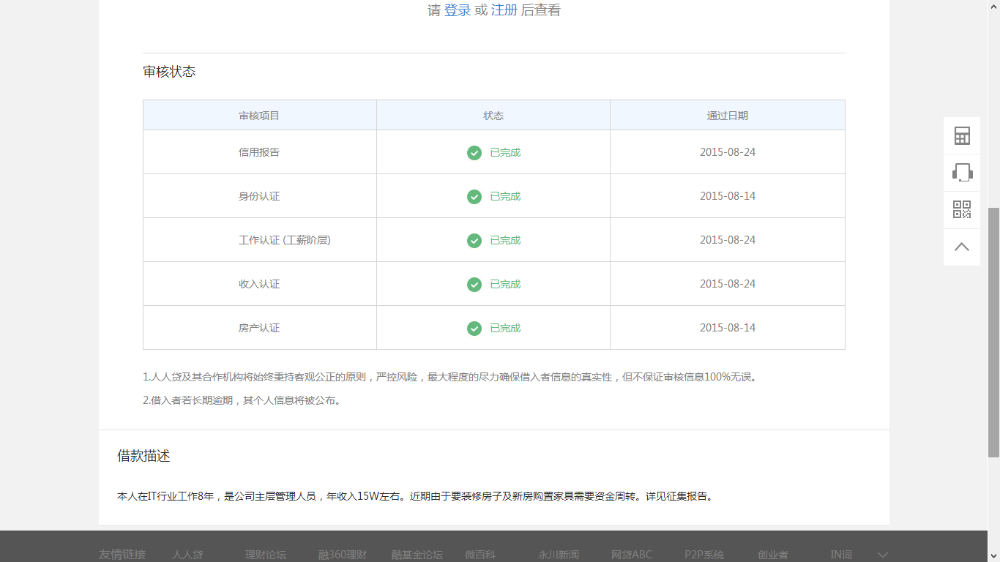 请 登录 或 注册 后查看
审核状态
审核项目 状态 通过日期
信用报告 已完成 2015-08-24
身份认证 已完成 2015-08-14
工作认证 (工薪阶层) 已完成 2015-08-24
收入认证 已完成 2015-08-24
房产认证 已完成 2015-08-14
1.人人贷及其合作机构将始终秉持客观公正的原则，严控风险，最大程度的尽力确保借入者信息的真实性，但不保证审核信息100%无误。
2.借入者若长期逾期，其个人信息将被公布。
借款描述
本人在IT行业工作8年，是公司主层管理人员，年收入15W左右。近期由于要装修房子及新房购置家具需要资金周转。详见征集报告。
友情链接 人人贷 理财论坛 融360理财 酷基金论坛 微百科 永川新闻 网贷ABC P2P系统 创业者 IN词